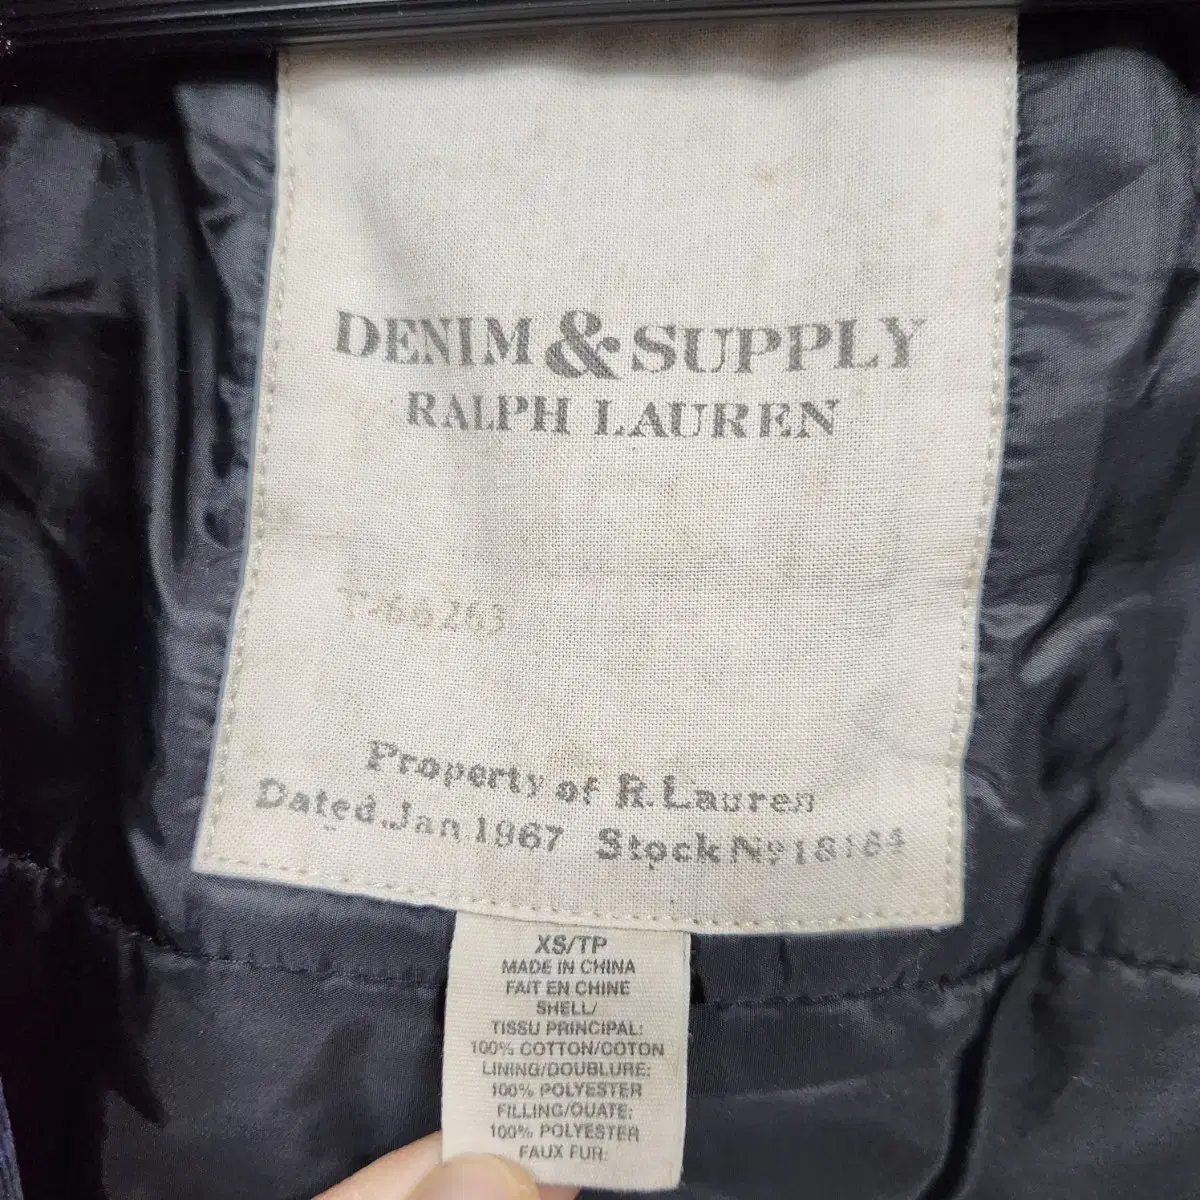 DENIM & SUPPLY
RALPH LAUREN
Property of R. Lauren
Dated. Jan 1967 Stock No 18184
XS/TP
MADE IN CHINA
FAIT EN CHINE
SHELL/
TISSU PRINCIPAL:
100% COTTON/COTON
LINING/DOUBLURE:
100% POLYESTER
FILLING/OUATE:
100% POLYESTER
FAUX FUR: